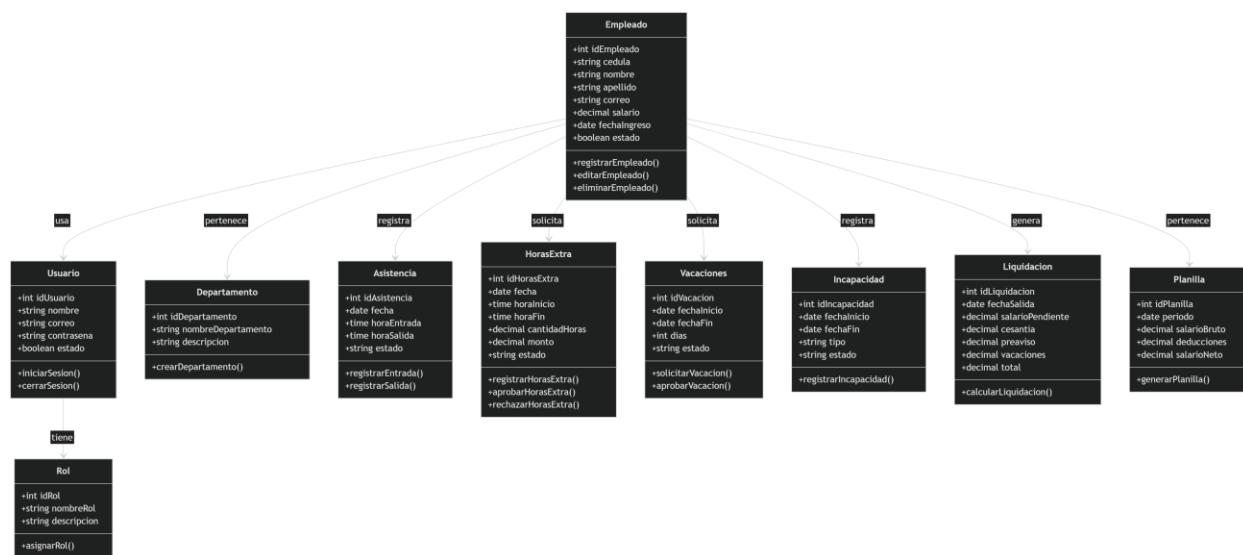 Empleado
+int idEmpleado
+string cedula
+string nombre
+string apellido
+string correo
+decimal salario
+date fechaIngreso
+boolean estado
+registrarEmpleado()
+editarEmpleado()
+eliminarEmpleado()
usa
pertenece
registra
solicita
solicita
registra
genera
pertenece
Usuario
+int idUsuario
+string nombre
+string correo
+string contrasena
+boolean estado
+iniciarSesion()
+cerrarSesion()
Departamento
+int idDepartamento
+string nombreDepartamento
+string descripcion
+crearDepartamento()
Asistencia
+int idAsistencia
+date fecha
+time horaEntrada
+time horaSalida
+string estado
+registrarEntrada()
+registrarSalida()
HorasExtra
+int idHorasExtra
+date fecha
+time horaInicio
+time horaFin
+decimal cantidadHoras
+decimal monto
+string estado
+registrarHorasExtra()
+aprobarHorasExtra()
+rechazarHorasExtra()
Vacaciones
+int idVacacion
+date fechaInicio
+date fechaFin
+int dias
+string estado
+solicitarVacacion()
+aprobarVacacion()
Incapacidad
+int idIncapacidad
+date fechaInicio
+date fechaFin
+string tipo
+string estado
+registrarIncapacidad()
Liquidacion
+int idLiquidacion
+date fechaSalida
+decimal salarioPendiente
+decimal cesantia
+decimal preaviso
+decimal vacaciones
+decimal total
+calcularLiquidacion()
Planilla
+int idPlanilla
+date periodo
+decimal salarioBruto
+decimal deducciones
+decimal salarioNeto
+generarPlanilla()
tiene
Rol
+int idRol
+string nombreRol
+string descripcion
+asignarRol()